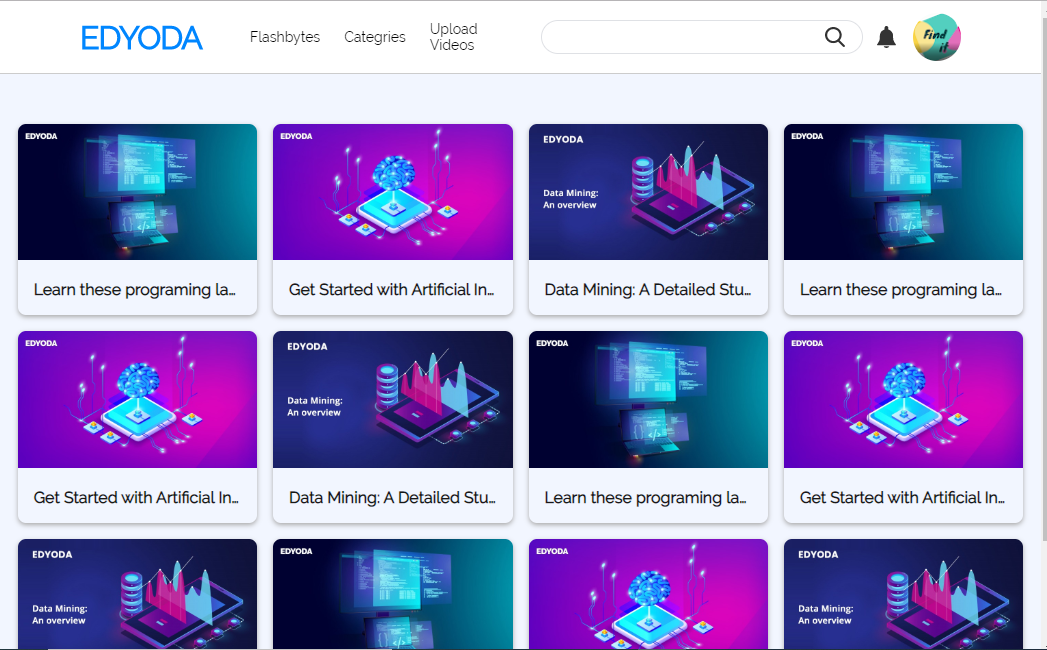 EDYODA
Flashbytes
Categries
Upload
Videos
Find
it
EDYODA
EDYODA
EDYODA
Data Mining:
An overview
EDYODA
Learn these programing la...
Get Started with Artificial In...
Data Mining: A Detailed Stu...
Learn these programing la...
EDYODA
EDYODA
Data Mining:
An overview
EDYODA
EDYODA
Get Started with Artificial In...
Data Mining: A Detailed Stu...
Learn these programing la...
Get Started with Artificial In...
EDYODA
Data Mining:
An overview
EDYODA
EDYODA
EDYODA
Data Mining:
An overview